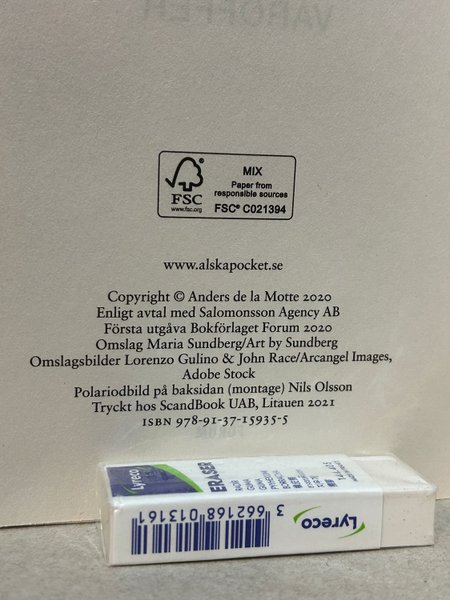 VÅROFFER
FSC
www.fsc.org
MIX
Paper from
responsible sources
FSC® C021394
www.alskapocket.se
Copyright © Anders de la Motte 2020
Enligt avtal med Salomonsson Agency AB
Första utgåva Bokförlaget Forum 2020
Omslag Maria Sundberg/Art by Sundberg
Omslagsbilder Lorenzo Gulino & John Race/Arcangel Images,
Adobe Stock
Polariodbild på baksidan (montage) Nils Olsson
Tryckt hos ScandBook UAB, Litauen 2021
ISBN 978-91-37-15935-5
Lyreco
ERASER
3 662168 013161
Lyreco